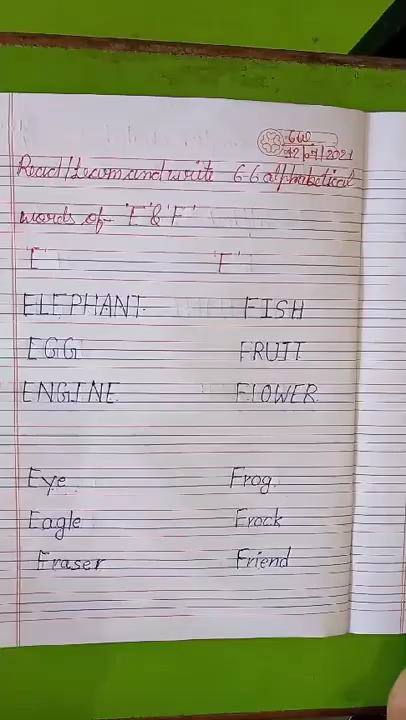 C.W
12/07/2021
Read/Learn and write 6-6 alphabetical
words of- 'E' & 'F'
'E' 'F'
ELEPHANT FISH
EGG FRUIT
ENGINE FLOWER
Eye Frog
Eagle Frock
Eraser Friend